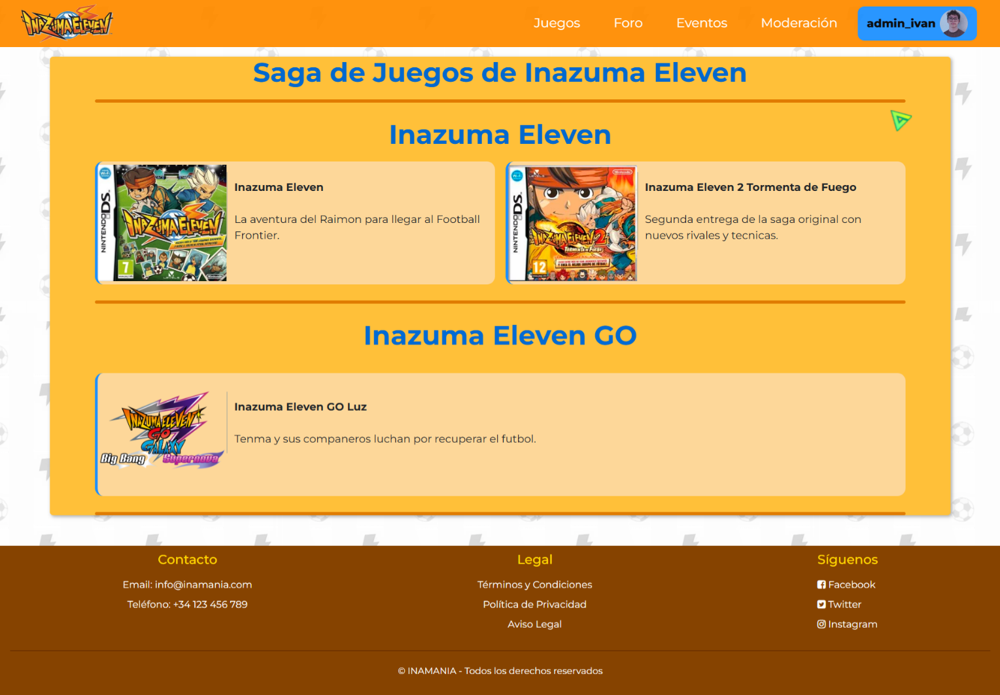 INAZUMA ELEVEN
Juegos
Foro
Eventos
Moderación
admin_ivan
Saga de Juegos de Inazuma Eleven
Inazuma Eleven
NINTENDO DS
INAZUMA ELEVEN
7
LEVEL5
Nintendo
Inazuma Eleven
La aventura del Raimon para llegar al Football
Frontier.
NINTENDO DS
LEVEL5
Nintendo
INAZUMA ELEVEN 2
TORMENTA DE FUEGO
12
Inazuma Eleven 2 Tormenta de Fuego
Segunda entrega de la saga original con
nuevos rivales y tecnicas.
Inazuma Eleven GO
INAZUMA ELEVEN
GO
GALAXY
Big Bang
Supernova
Inazuma Eleven GO Luz
Tenma y sus companeros luchan por recuperar el futbol.
Contacto
Email: info@inamania.com
Teléfono: +34 123 456 789
Legal
Términos y Condiciones
Política de Privacidad
Aviso Legal
Síguenos
Facebook
Twitter
Instagram
© INAMANIA - Todos los derechos reservados